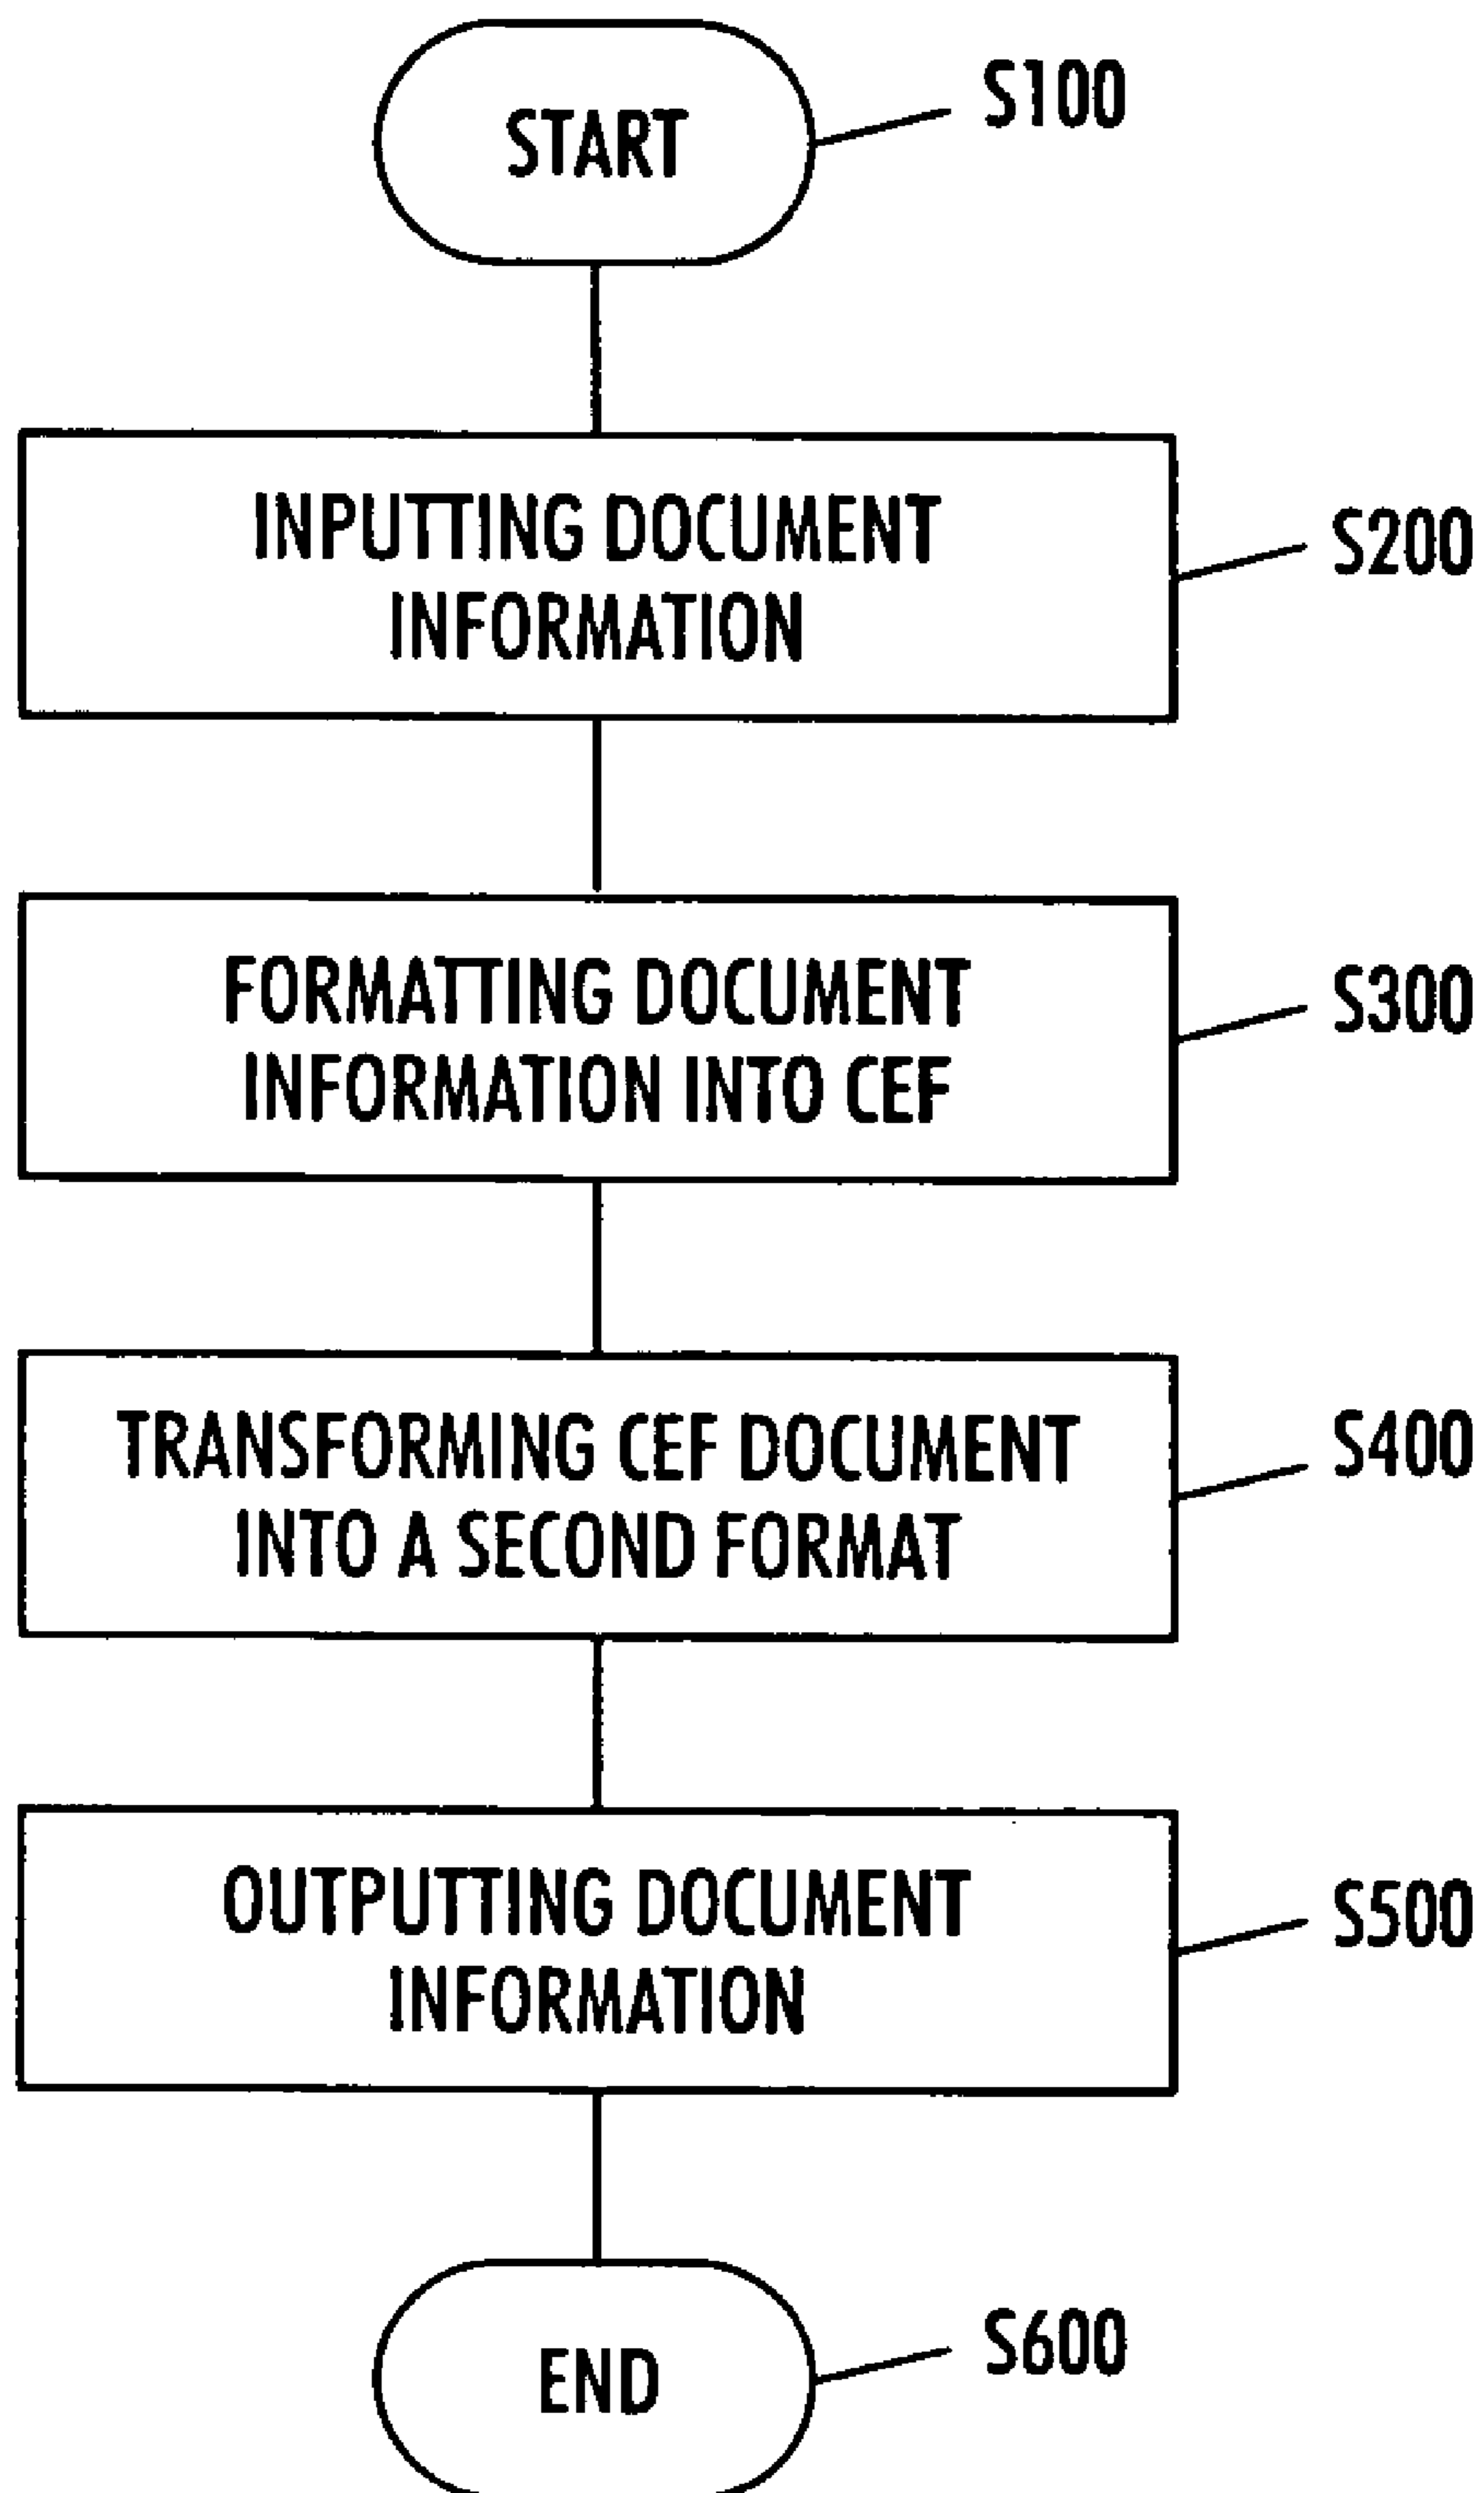 START
S100
INPUTTING DOCUMENT
INFORMATION
S200
FORMATTING DOCUMENT
INFORMATION INTO CEF
S300
TRANSFORMING CEF DOCUMENT
INTO A SECOND FORMAT
S400
OUTPUTTING DOCUMENT
INFORMATION
S500
END
S600